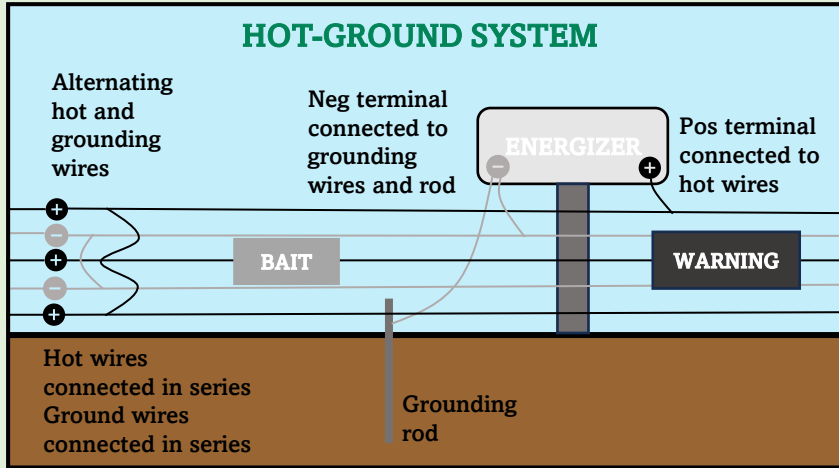 HOT-GROUND SYSTEM
Alternating
hot and
grounding
wires
Neg terminal
connected to
grounding
wires and rod
ENERGIZER
−
+
Pos terminal
connected to
hot wires
+
−
+
−
+
BAIT
WARNING
Hot wires
connected in series
Ground wires
connected in series
Grounding
rod